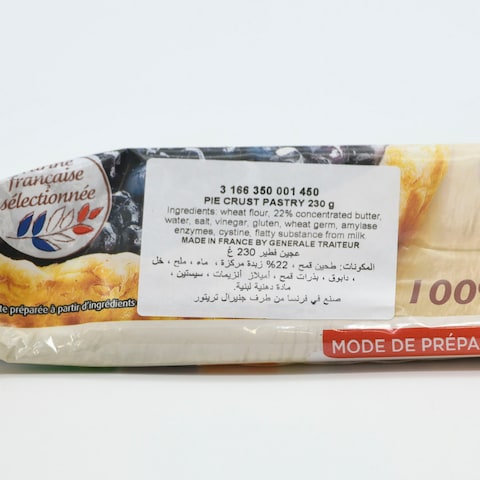 française
sélectionnée
3 166 350 001 450
PIE CRUST PASTRY 230 g
Ingredients: wheat flour, 22% concentrated butter,
water, salt, vinegar, gluten, wheat germ, amylase
enzymes, cystine, flatty substance from milk
MADE IN FRANCE BY GENERALE TRAITEUR
عجين فطير 230 غ
المكونات: طحين قمح ، 22% زبدة مركزة ، ماء ، ملح ، خل
، دابوق ، بذرات قمح ، أميلاز أنزيمات ، سيستين ،
مادة دهنية لبنية.
صنع في فرنسا من طرف جنيرال تريتور
préparée à partir d'ingrédients
100%
MODE DE PRÉPA